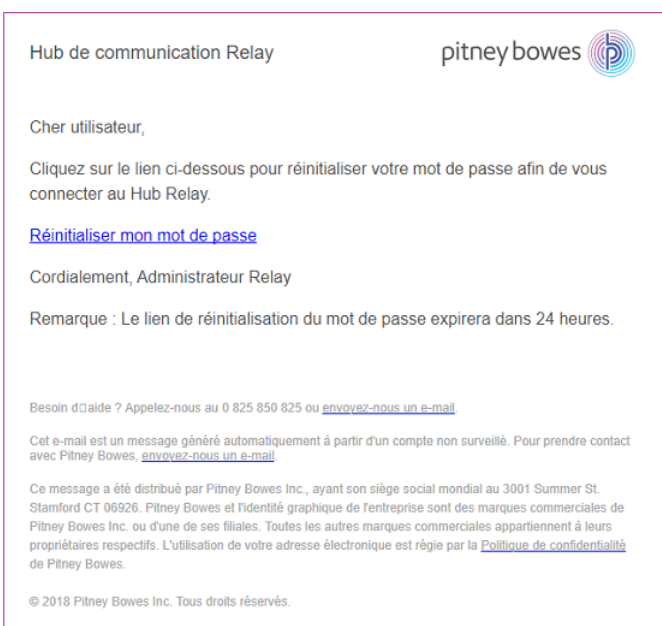 Hub de communication Relay
pitney bowes
Cher utilisateur,
Cliquez sur le lien ci-dessous pour réinitialiser votre mot de passe afin de vous
connecter au Hub Relay.
Réinitialiser mon mot de passe
Cordialement, Administrateur Relay
Remarque : Le lien de réinitialisation du mot de passe expirera dans 24 heures.
Besoin d□aide ? Appelez-nous au 0 825 850 825 ou envoyez-nous un e-mail.
Cet e-mail est un message généré automatiquement à partir d'un compte non surveillé. Pour prendre contact
avec Pitney Bowes, envoyez-nous un e-mail.
Ce message a été distribué par Pitney Bowes Inc., ayant son siège social mondial au 3001 Summer St.
Stamford CT 06926. Pitney Bowes et l'identité graphique de l'entreprise sont des marques commerciales de
Pitney Bowes Inc. ou d'une de ses filiales. Toutes les autres marques commerciales appartiennent à leurs
propriétaires respectifs. L'utilisation de votre adresse électronique est régie par la Politique de confidentialité
de Pitney Bowes.
© 2018 Pitney Bowes Inc. Tous droits réservés.